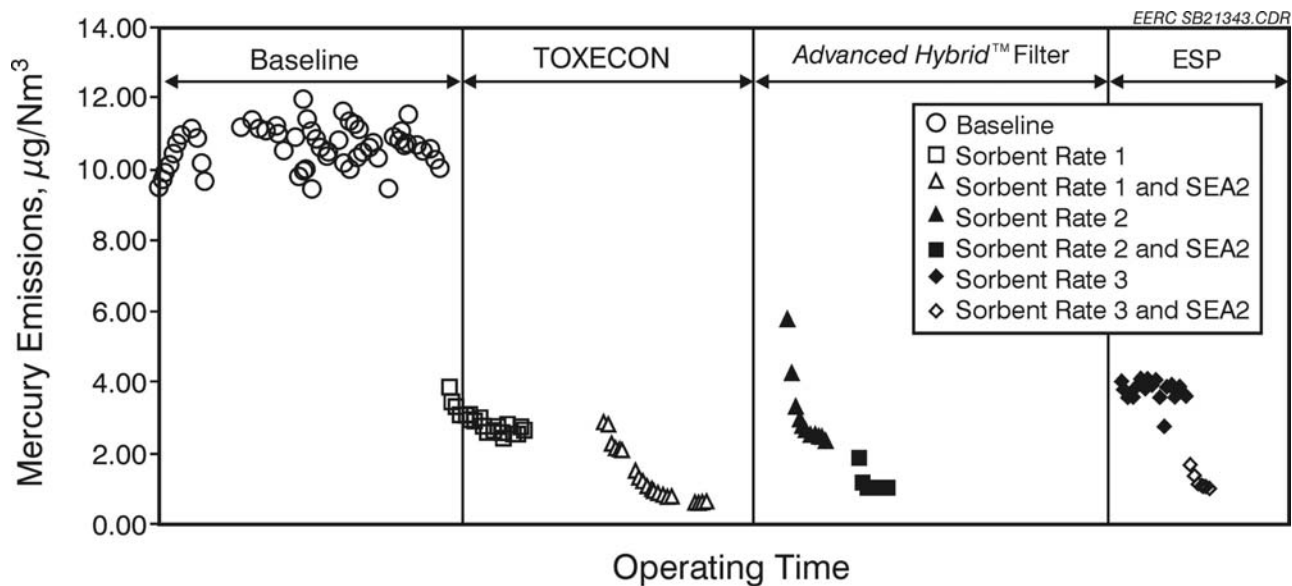 EERC SB21343.CDR
14.00
12.00
10.00
8.00
6.00
4.00
2.00
0.00
Mercury Emissions, µg/Nm³
Baseline
TOXECON
Advanced Hybrid™ Filter
ESP
Baseline
Sorbent Rate 1
Sorbent Rate 1 and SEA2
Sorbent Rate 2
Sorbent Rate 2 and SEA2
Sorbent Rate 3
Sorbent Rate 3 and SEA2
Operating Time